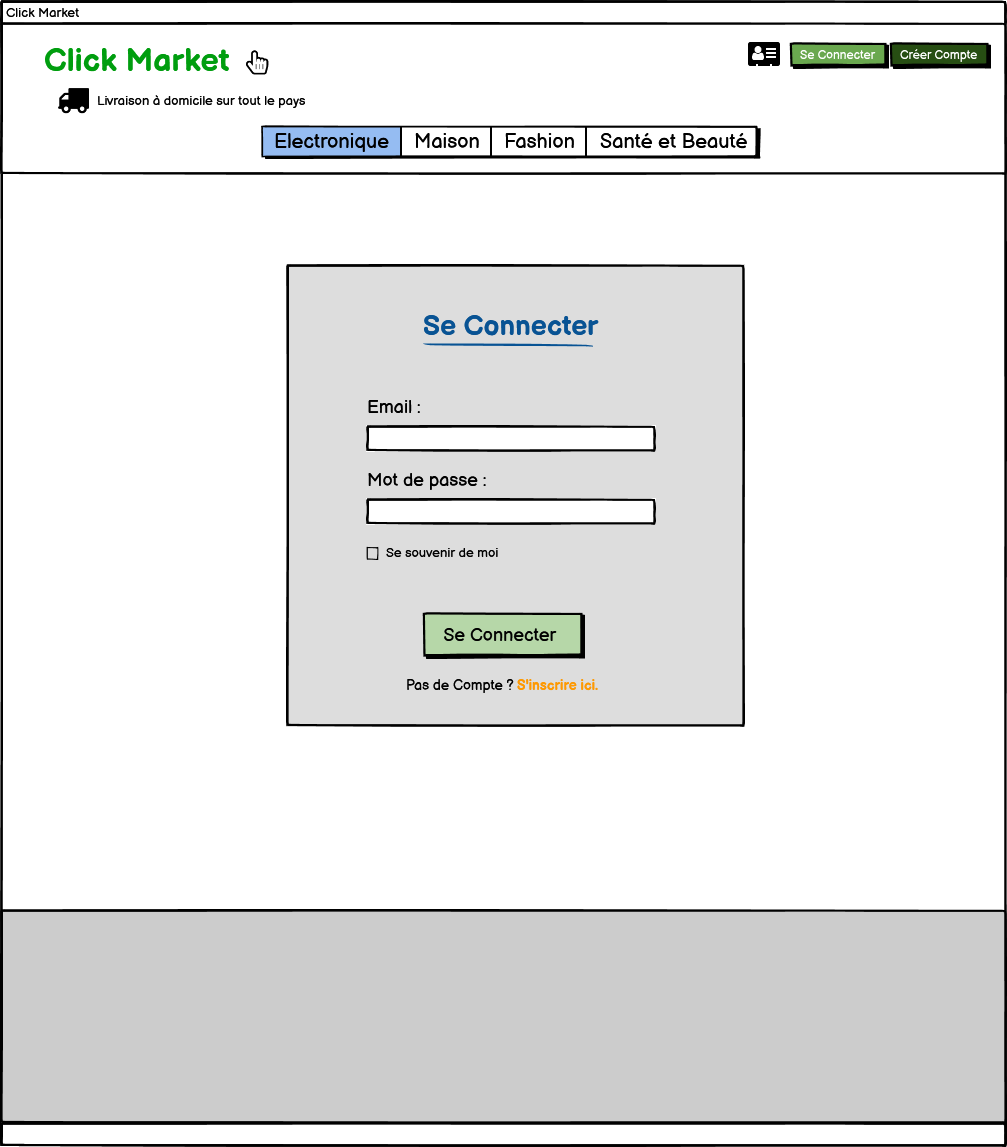 Click Market
Click Market
Se Connecter
Créer Compte
Livraison à domicile sur tout le pays
Electronique
Maison
Fashion
Santé et Beauté
Se Connecter
Email :
Mot de passe :
Se souvenir de moi
Se Connecter
Pas de Compte ? S'inscrire ici.